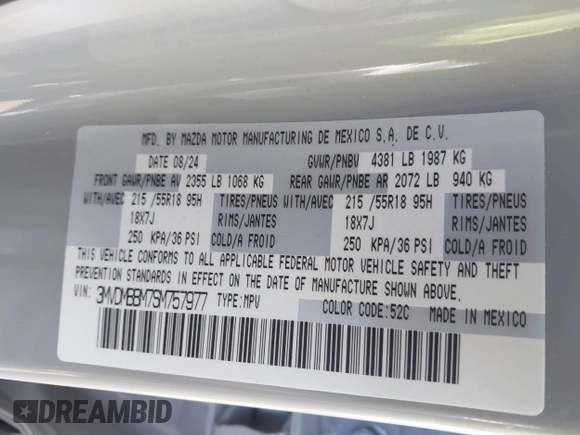 MFD. BY MAZDA MOTOR MANUFACTURING DE MEXICO S.A. DE C.V.
DATE 08/24 GVWR/PNBV 4381 LB 1987 KG
FRONT GAWR/PNBE AV 2355 LB 1068 KG REAR GAWR/PNBE AR 2072 LB 940 KG
WITH/AVEC 215 /55R18 95H TIRES/PNEUS WITH/AVEC 215 /55R18 95H TIRES/PNEUS
18X7J RIMS/JANTES 18X7J RIMS/JANTES
250 KPA/36 PSI COLD/A FROID 250 KPA/36 PSI COLD/A FROID
THIS VEHICLE CONFORMS TO ALL APPLICABLE FEDERAL MOTOR VEHICLE SAFETY AND THEFT
PREVENTION STANDARDS IN EFFECT ON THE DATE OF MANUFACTURE SHOWN ABOVE.
VIN: 3MVDMBBM7SM757977 TYPE:MPV
COLOR CODE:52C MADE IN MEXICO
DREAMBID